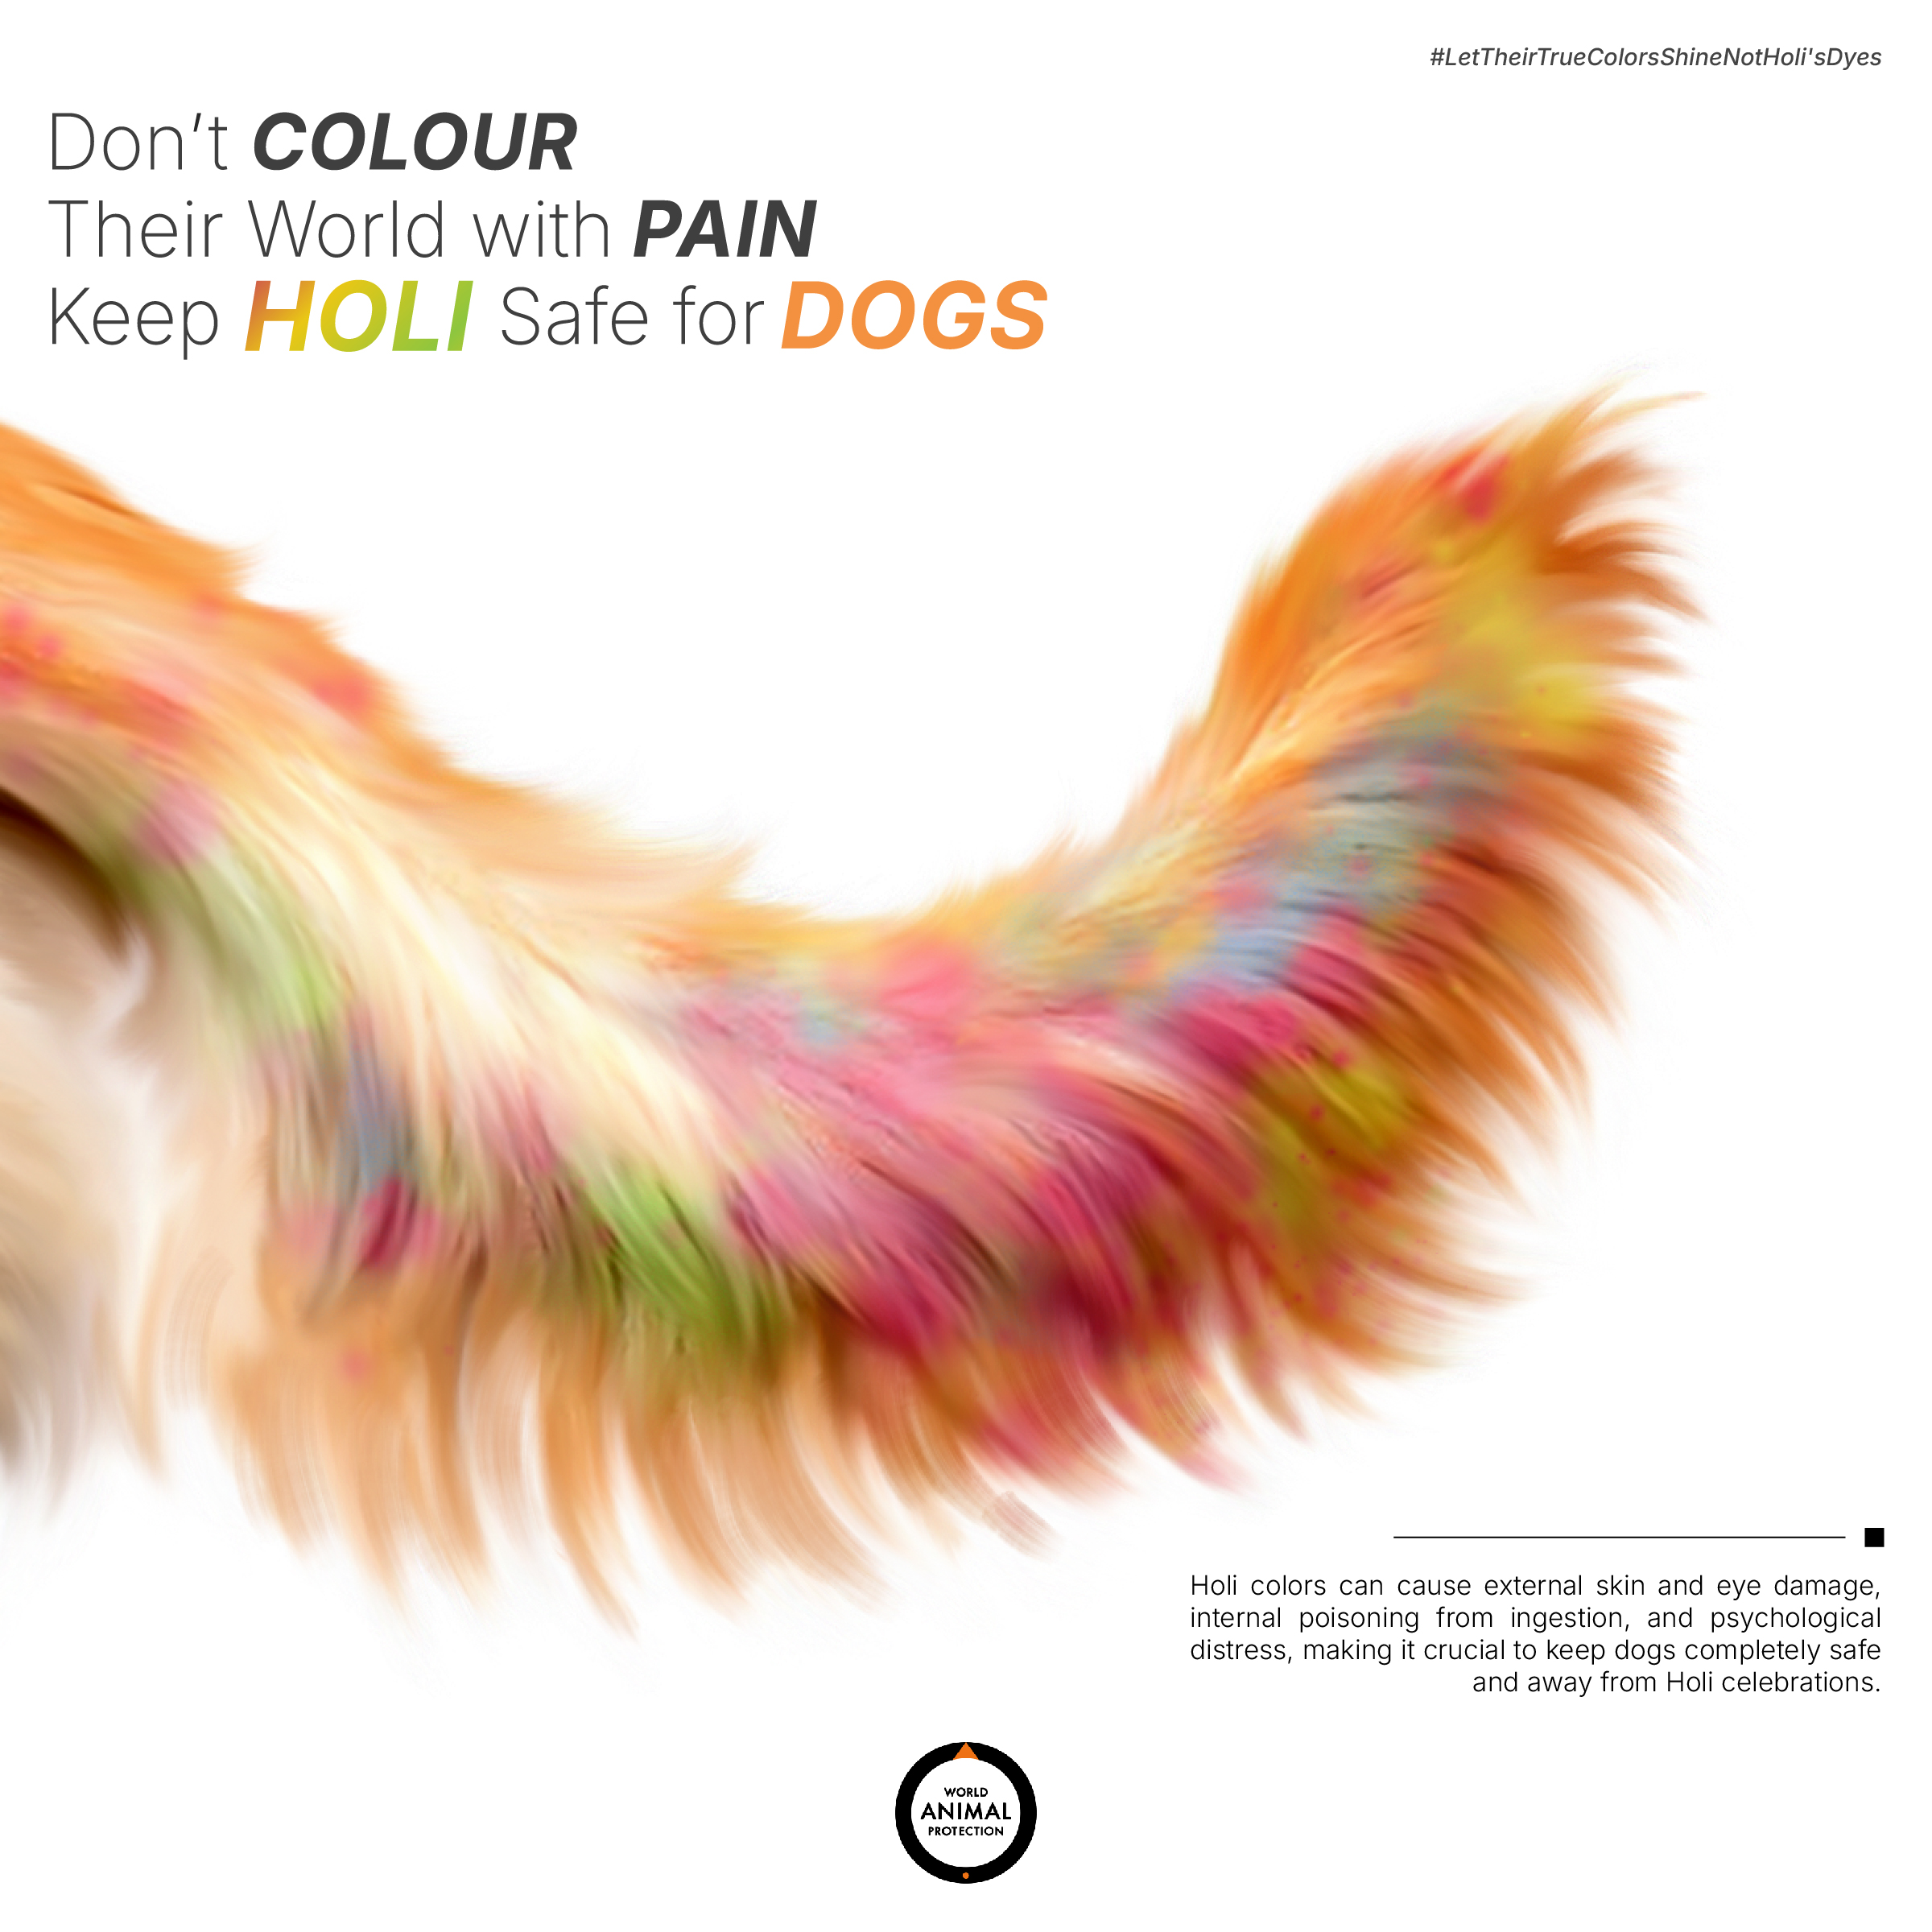 #LetTheirTrueColorsShineNotHoli'sDyes
Don’t COLOUR
Their World with PAIN
Keep HOLI Safe for DOGS
Holi colors can cause external skin and eye damage,
internal poisoning from ingestion, and psychological
distress, making it crucial to keep dogs completely safe
and away from Holi celebrations.
WORLD
ANIMAL
PROTECTION